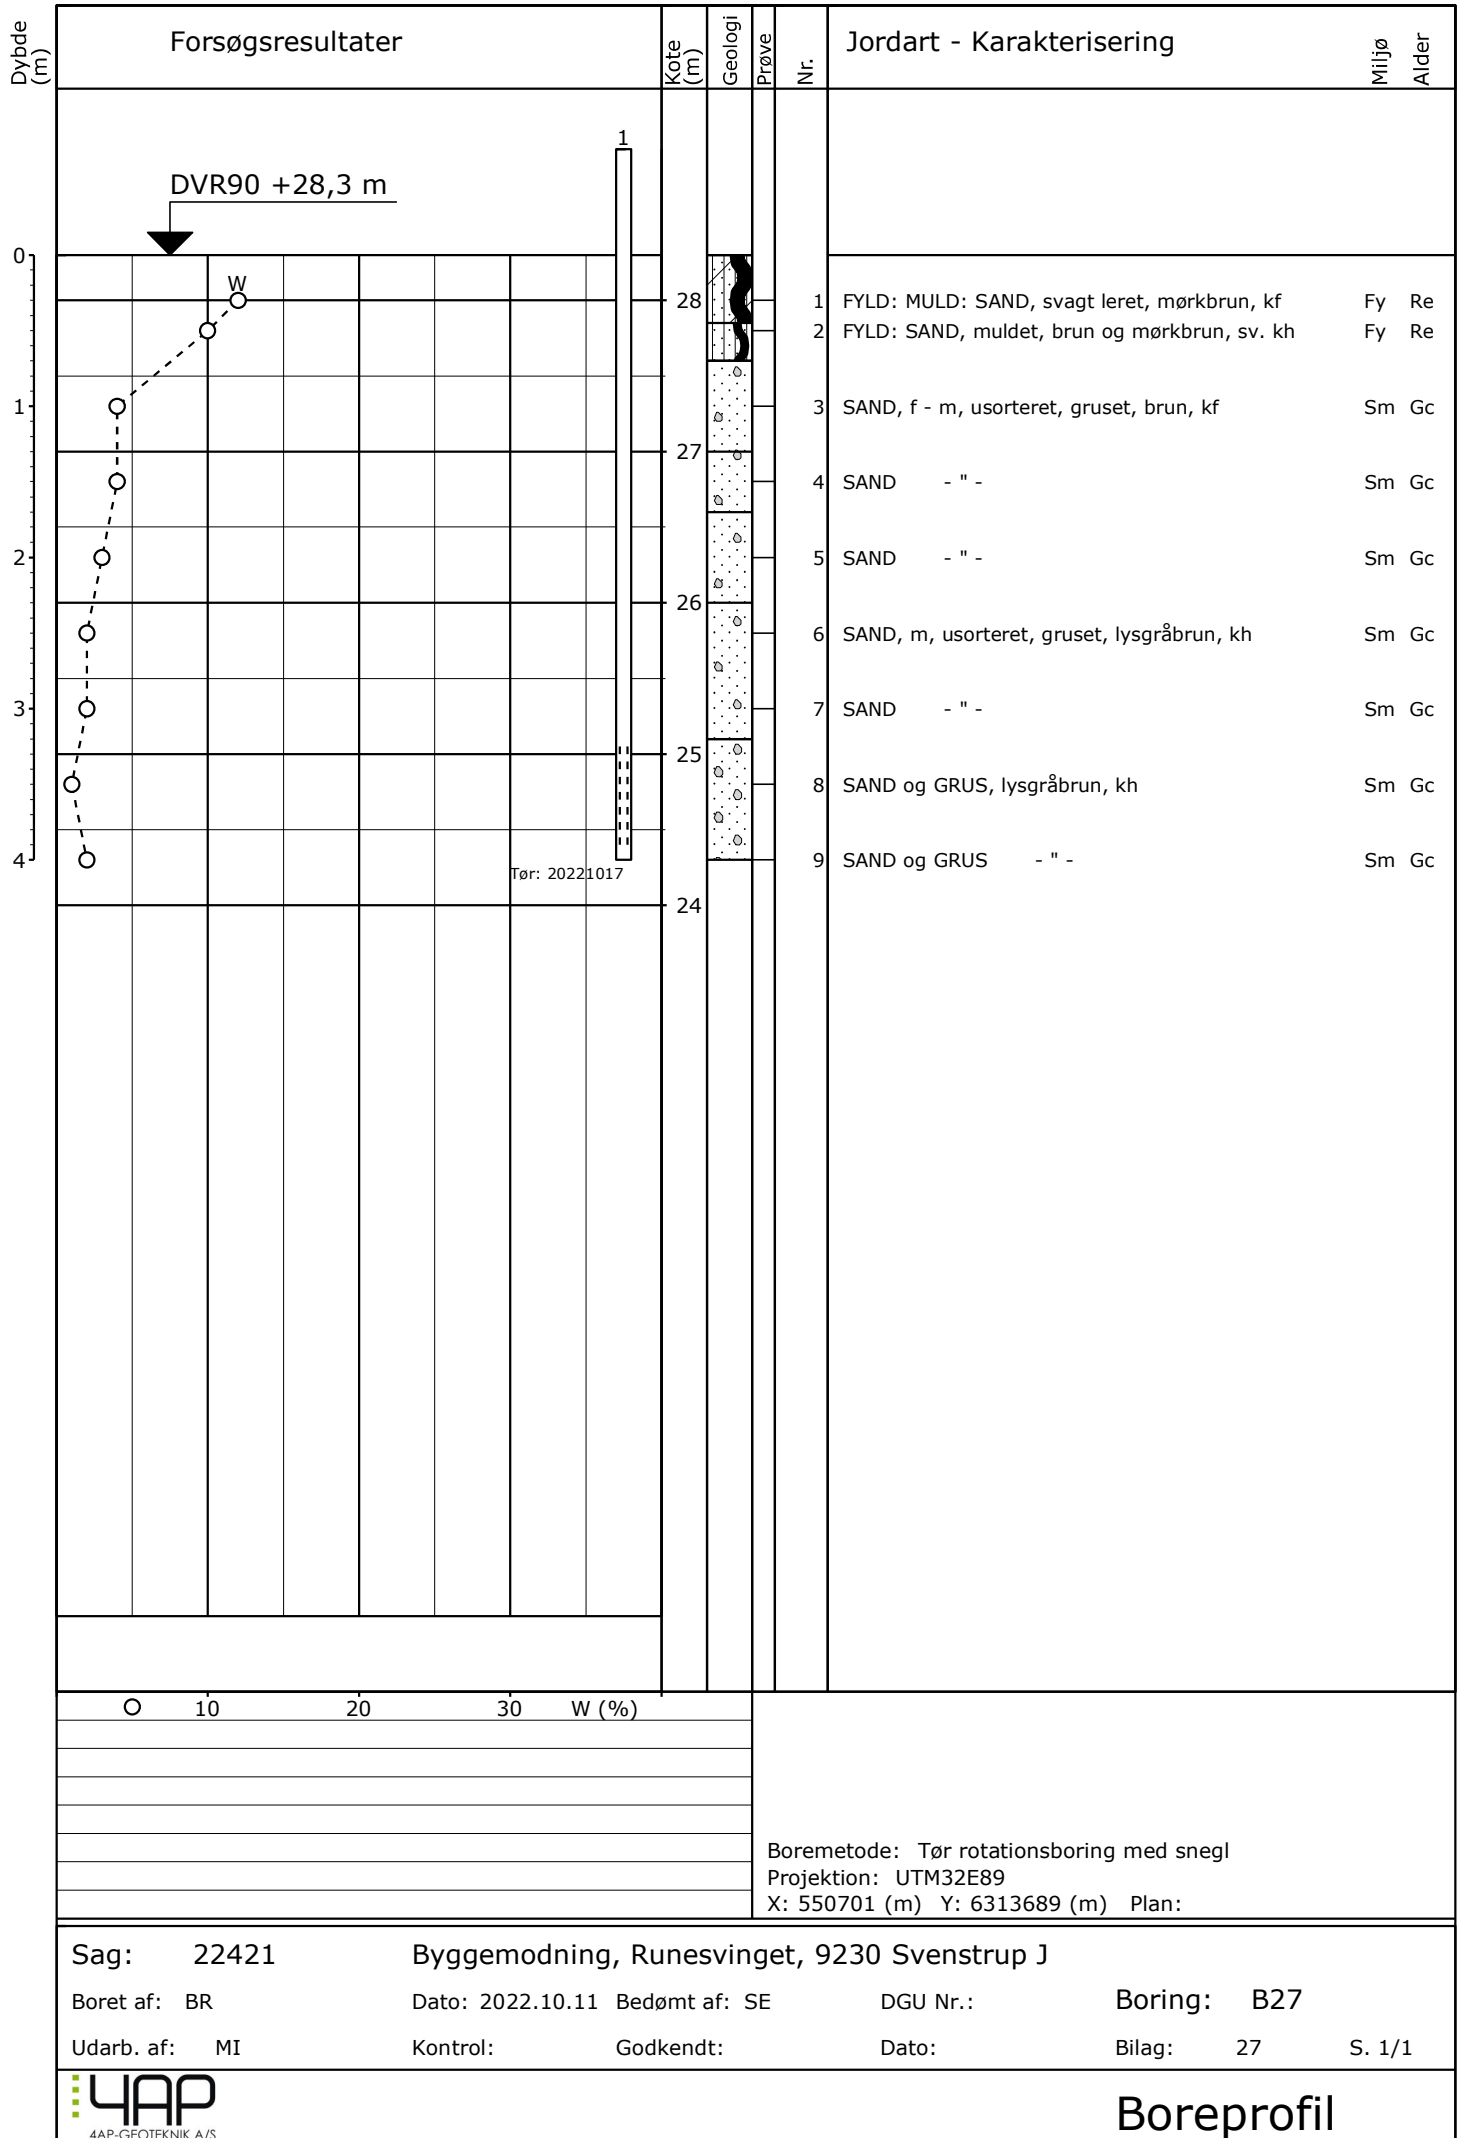 Dybde (m)
Forsøgsresultater
Kote (m)
Geologi
Prøve
Nr.
Jordart - Karakterisering
Miljø
Alder
1
DVR90 +28,3 m
0
W
28
1 FYLD: MULD: SAND, svagt leret, mørkbrun, kf Fy Re
2 FYLD: SAND, muldet, brun og mørkbrun, sv. kh Fy Re
1
3 SAND, f - m, usorteret, gruset, brun, kf Sm Gc
27
4 SAND - " - Sm Gc
2
5 SAND - " - Sm Gc
26
6 SAND, m, usorteret, gruset, lysgråbrun, kh Sm Gc
3
7 SAND - " - Sm Gc
25
8 SAND og GRUS, lysgråbrun, kh Sm Gc
4
9 SAND og GRUS - " - Sm Gc
Tør: 20221017
24
10 20 30 W (%)
Boremetode: Tør rotationsboring med snegl
Projektion: UTM32E89
X: 550701 (m) Y: 6313689 (m) Plan:
Sag: 22421 Byggemodning, Runesvinget, 9230 Svenstrup J
Boret af: BR Dato: 2022.10.11 Bedømt af: SE DGU Nr.: Boring: B27
Udarb. af: MI Kontrol: Godkendt: Dato: Bilag: 27 S. 1/1
4AP
4AP-GEOTEKNIK A/S
Boreprofil